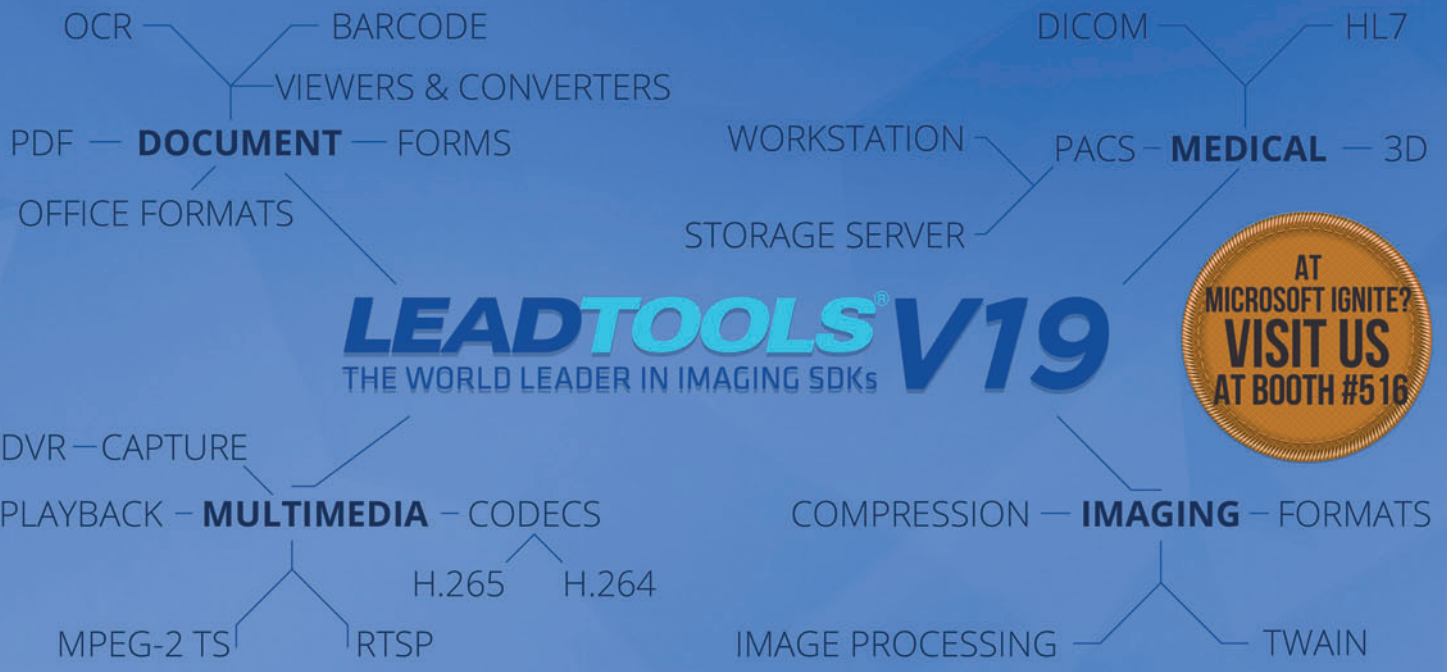 OCR
BARCODE
VIEWERS & CONVERTERS
PDF
DOCUMENT
FORMS
OFFICE FORMATS
DICOM
HL7
WORKSTATION
PACS
MEDICAL
3D
STORAGE SERVER
LEADTOOLS® V19
THE WORLD LEADER IN IMAGING SDKs
AT
MICROSOFT IGNITE?
VISIT US
AT BOOTH #516
DVR
CAPTURE
PLAYBACK
MULTIMEDIA
CODECS
H.265
H.264
MPEG-2 TS
RTSP
COMPRESSION
IMAGING
FORMATS
IMAGE PROCESSING
TWAIN